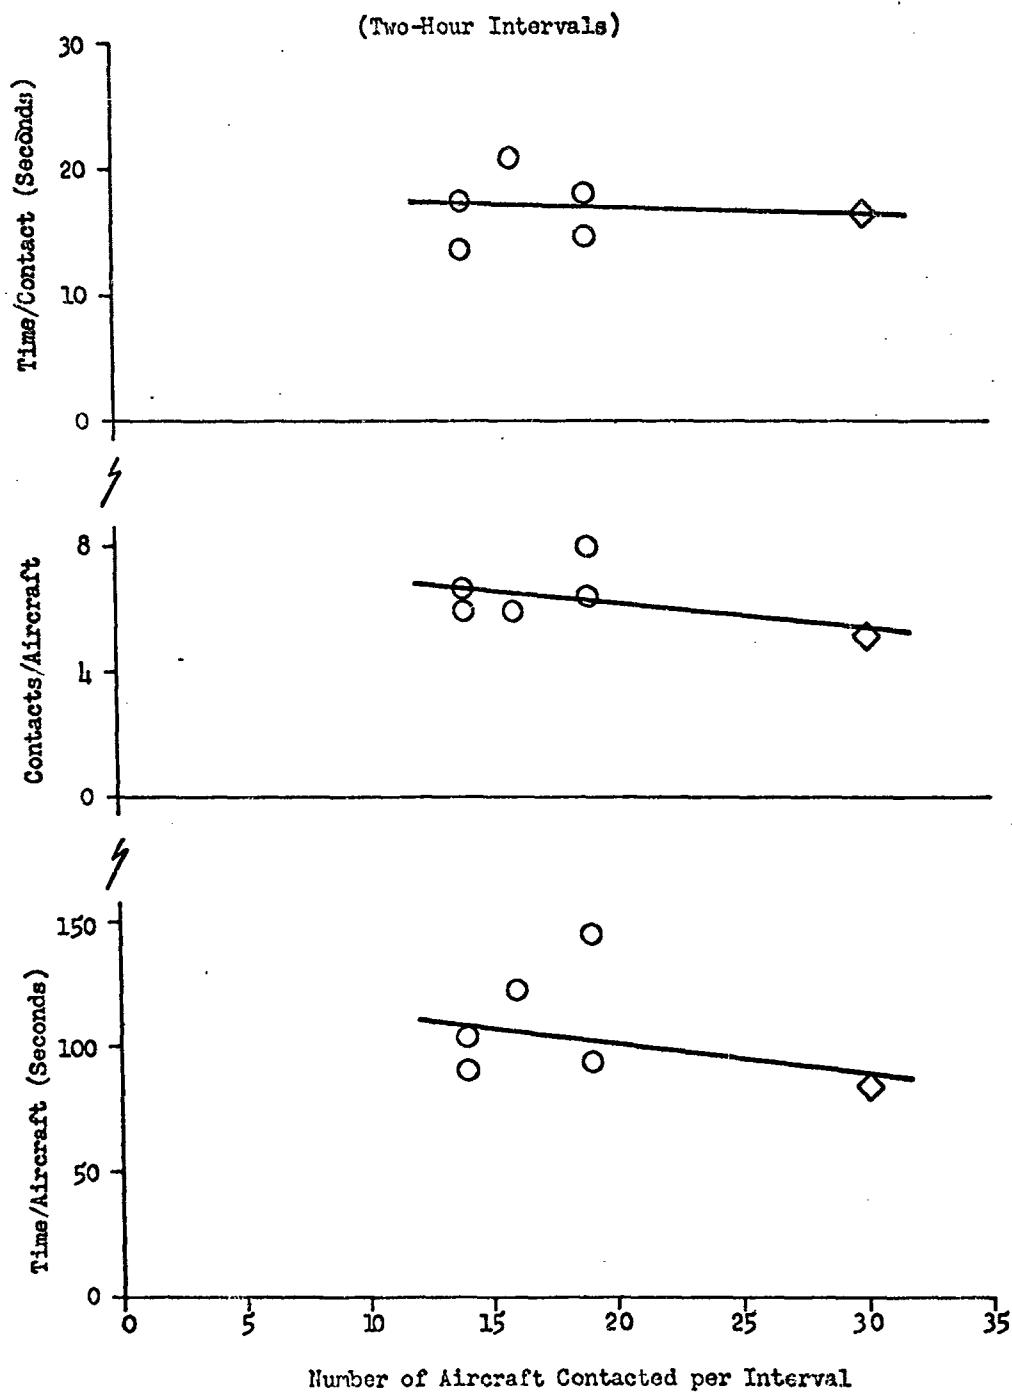 (Two-Hour Intervals)
30
20
10
0
Time/Contact (Seconds)
8
4
0
Contacts/Aircraft
150
100
50
0
Time/Aircraft (Seconds)
0 5 10 15 20 25 30 35
Number of Aircraft Contacted per Interval